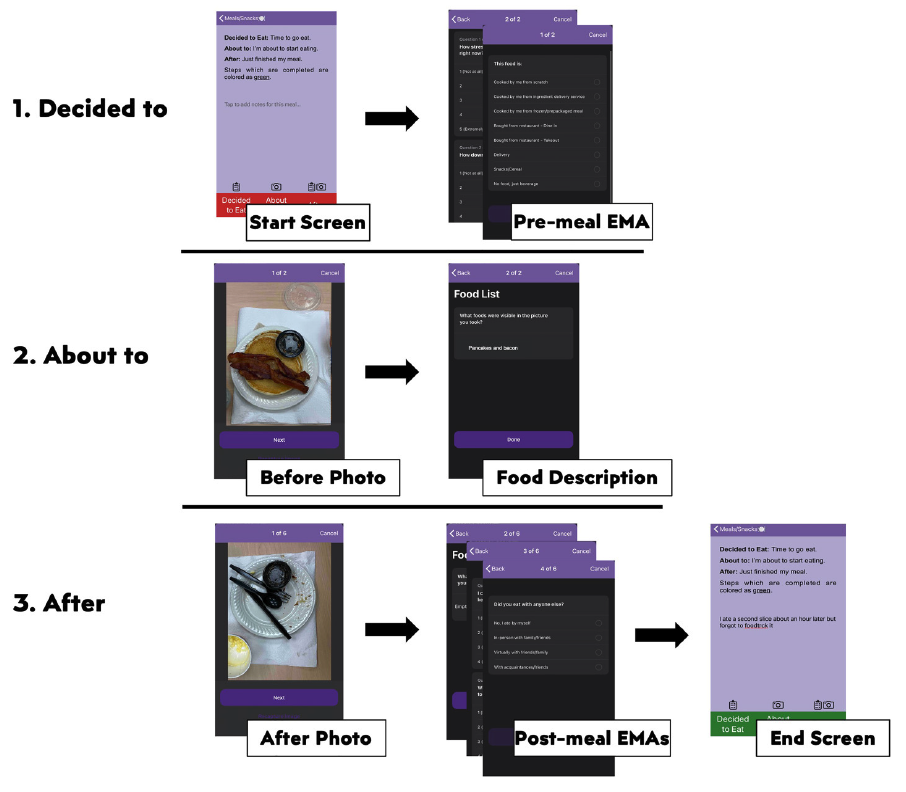 Meals/Snacks
Decided to Eat: Time to go eat.
About to: I'm about to start eating.
After: Just finished my meal.
Steps which are completed are
colored as green.
Tap to add notes for this meal...
Decided
to Eat
About
Start Screen
1. Decided to
Back
2 of 2
Cancel
Question
How stres
right now
1 (Not at all
2
3
4
Question 2
How down
1 (Not at all
2
3
4
1 of 2
Cancel
This food is:
Cooked by me from scratch
Cooked by me from ingredient delivery service
Cooked by me from frozen/prepackaged meal
Bought from restaurant - Dine In
Bought from restaurant - Takeout
Delivery
No food, just beverage
Pre-meal EMA
2. About to
1 of 2
Cancel
Next
Before Photo
Back
2 of 2
Cancel
Food List
What foods were visible in the picture
you took?
Pancakes and bacon
Done
Food Description
3. After
1 of 6
Cancel
Next
After Photo
Back
2 of 6
Cancel
Foo
Back
3 of 6
Cancel
Back
4 of 6
Cancel
Did you eat with anyone else?
No, I ate by myself
In person with family/friends
Virtually with friends/family
With acquaintances/friends
Post-meal EMAs
Meals/Snacks
Decided to Eat: Time to go eat.
About to: I'm about to start eating.
After: Just finished my meal.
Steps which are completed are
colored as green.
I ate a second slice about an hour later but
forgot to foodtrck it
Decided
to Eat
About
End Screen